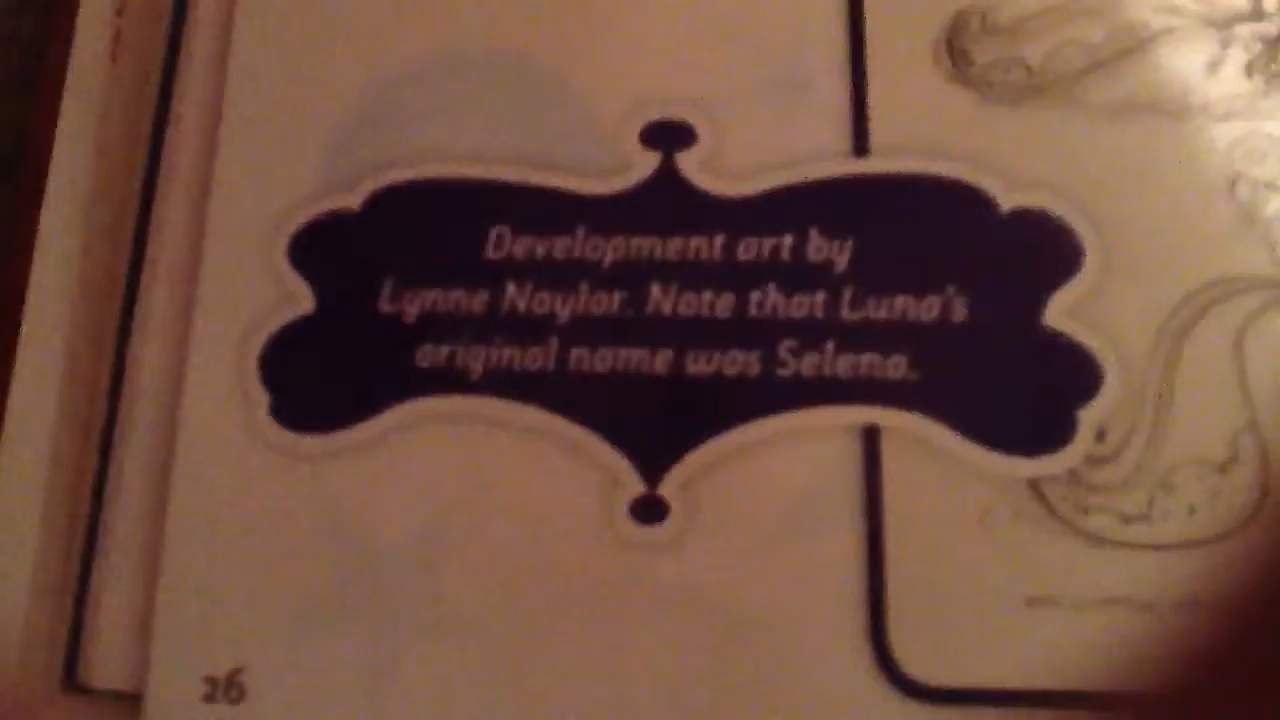 Development art by
Lynne Naylor. Note that Luna's
original name was Selena.
26